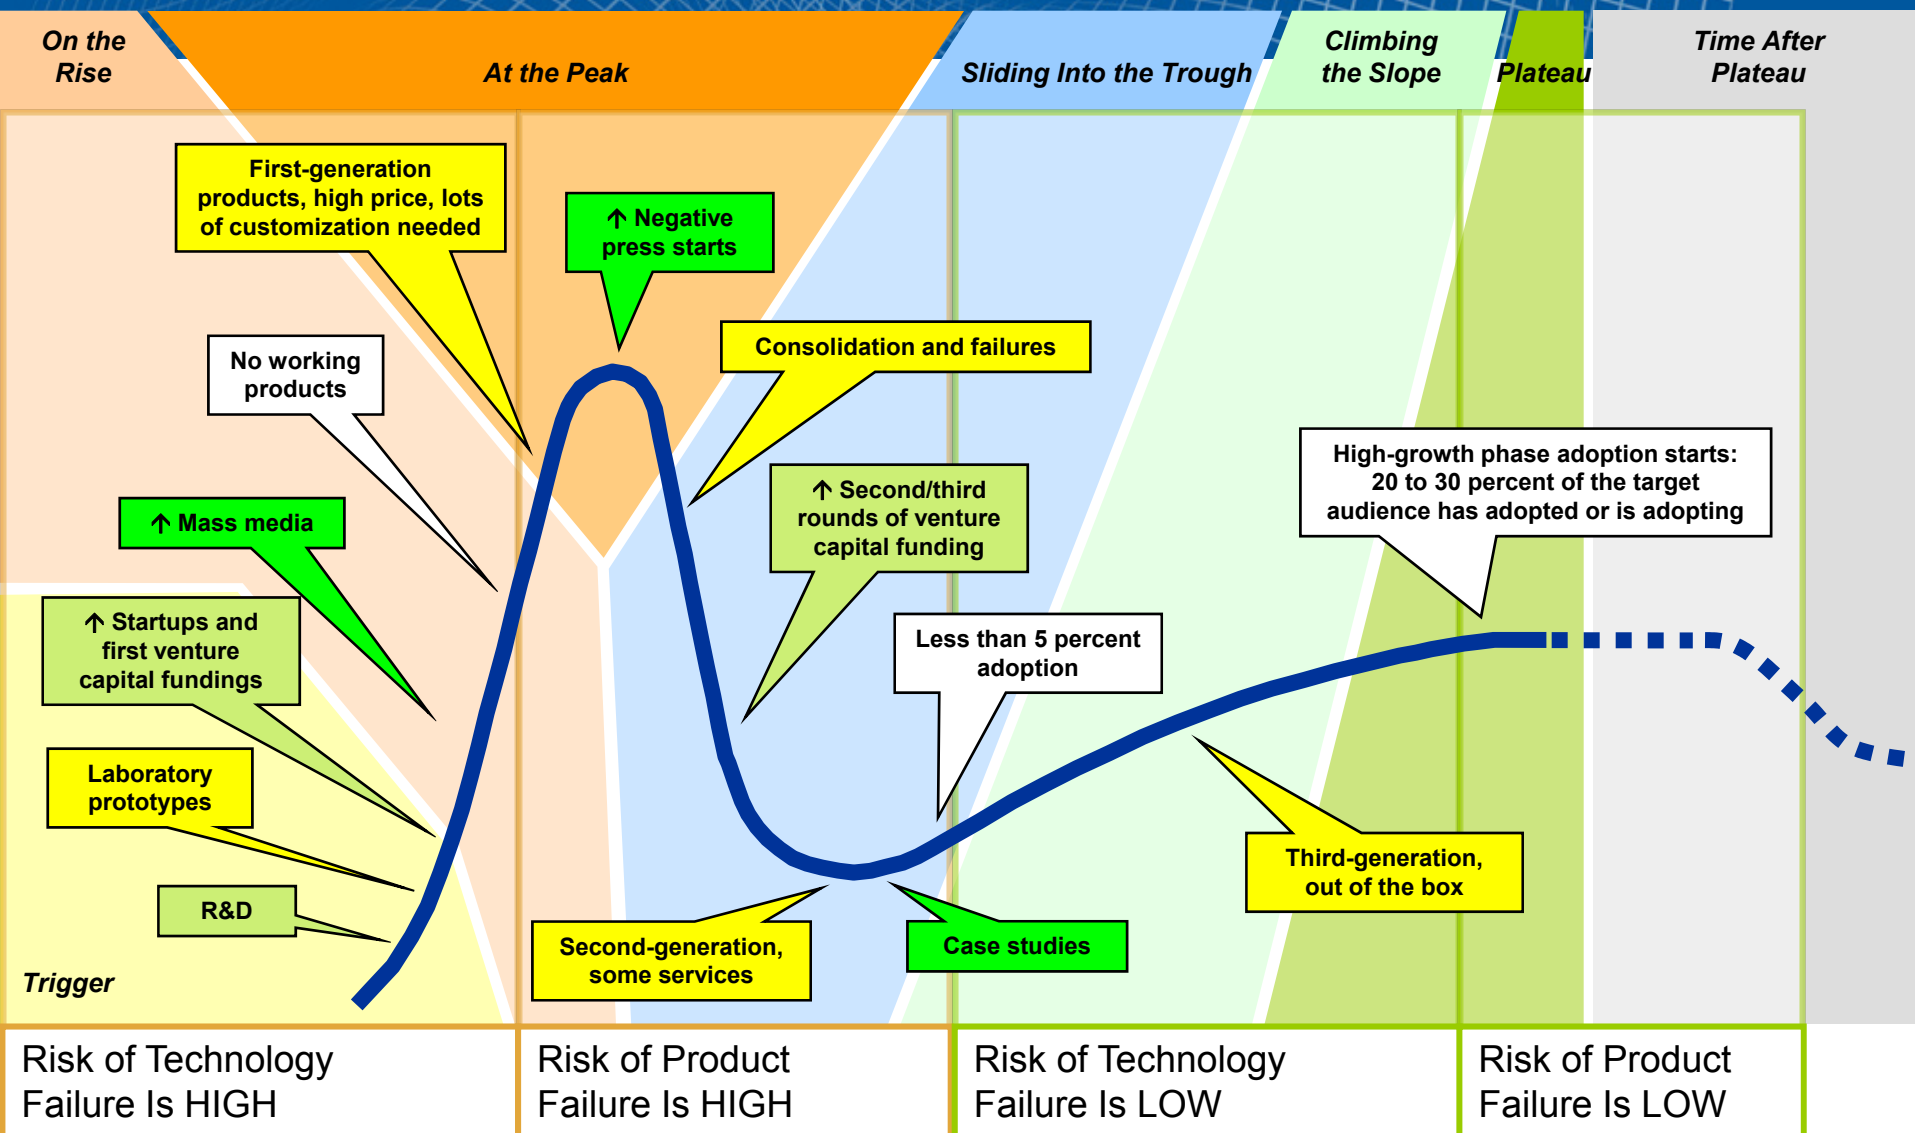 On the
Rise
At the Peak
Sliding Into the Trough
Climbing
the Slope
Plateau
Time After
Plateau
First-generation
products, high price, lots
of customization needed
↑ Negative
press starts
No working
products
Consolidation and failures
↑ Mass media
↑ Second/third
rounds of venture
capital funding
High-growth phase adoption starts:
20 to 30 percent of the target
audience has adopted or is adopting
↑ Startups and
first venture
capital fundings
Less than 5 percent
adoption
Laboratory
prototypes
R&D
Third-generation,
out of the box
Second-generation,
some services
Case studies
Trigger
Risk of Technology
Failure Is HIGH
Risk of Product
Failure Is HIGH
Risk of Technology
Failure Is LOW
Risk of Product
Failure Is LOW